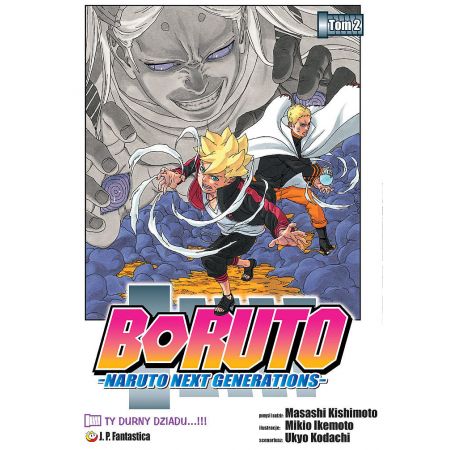 Tom 2
BORUTO
-NARUTO NEXT GENERATIONS-
TY DURNY DZIADU...!!!
J. P. Fantastica
pomysł i nadzór: Masashi Kishimoto
ilustracje: Mikio Ikemoto
scenariusz: Ukyo Kodachi